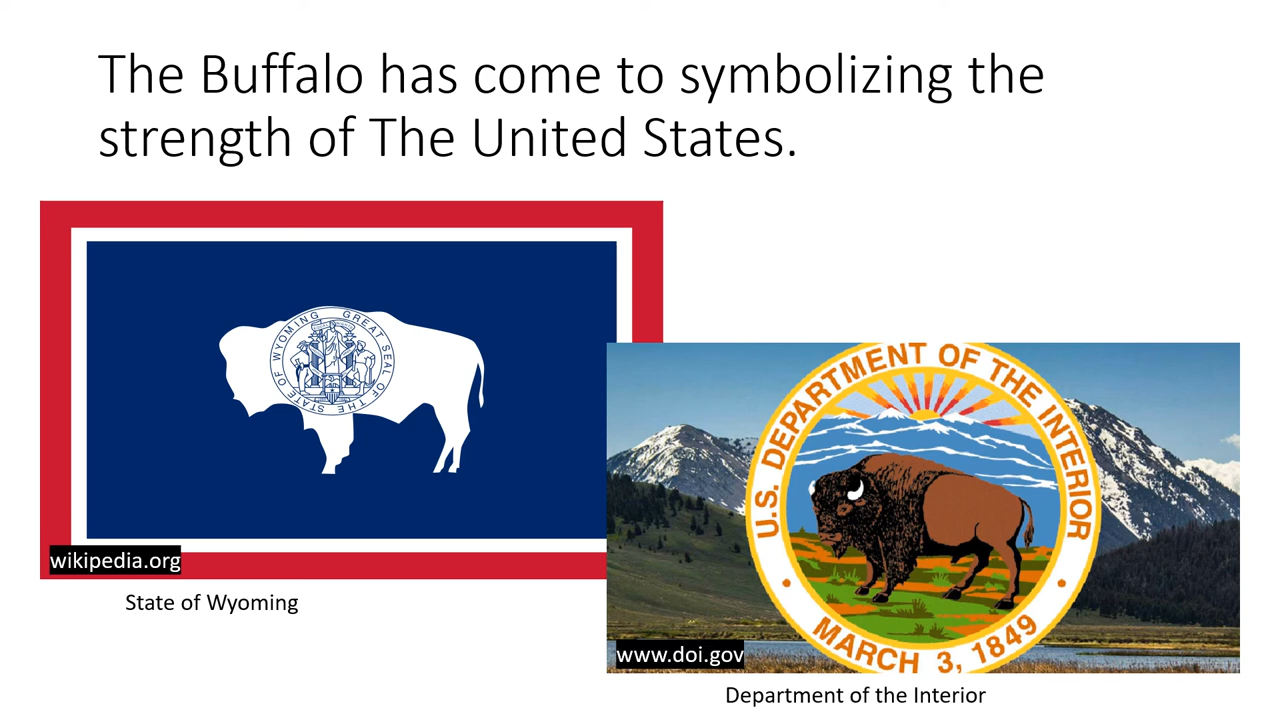 The Buffalo has come to symbolizing the
strength of The United States.
GREAT SEAL OF THE STATE OF WYOMING
wikipedia.org
State of Wyoming
U.S. DEPARTMENT OF THE INTERIOR
MARCH 3, 1849
www.doi.gov
Department of the Interior